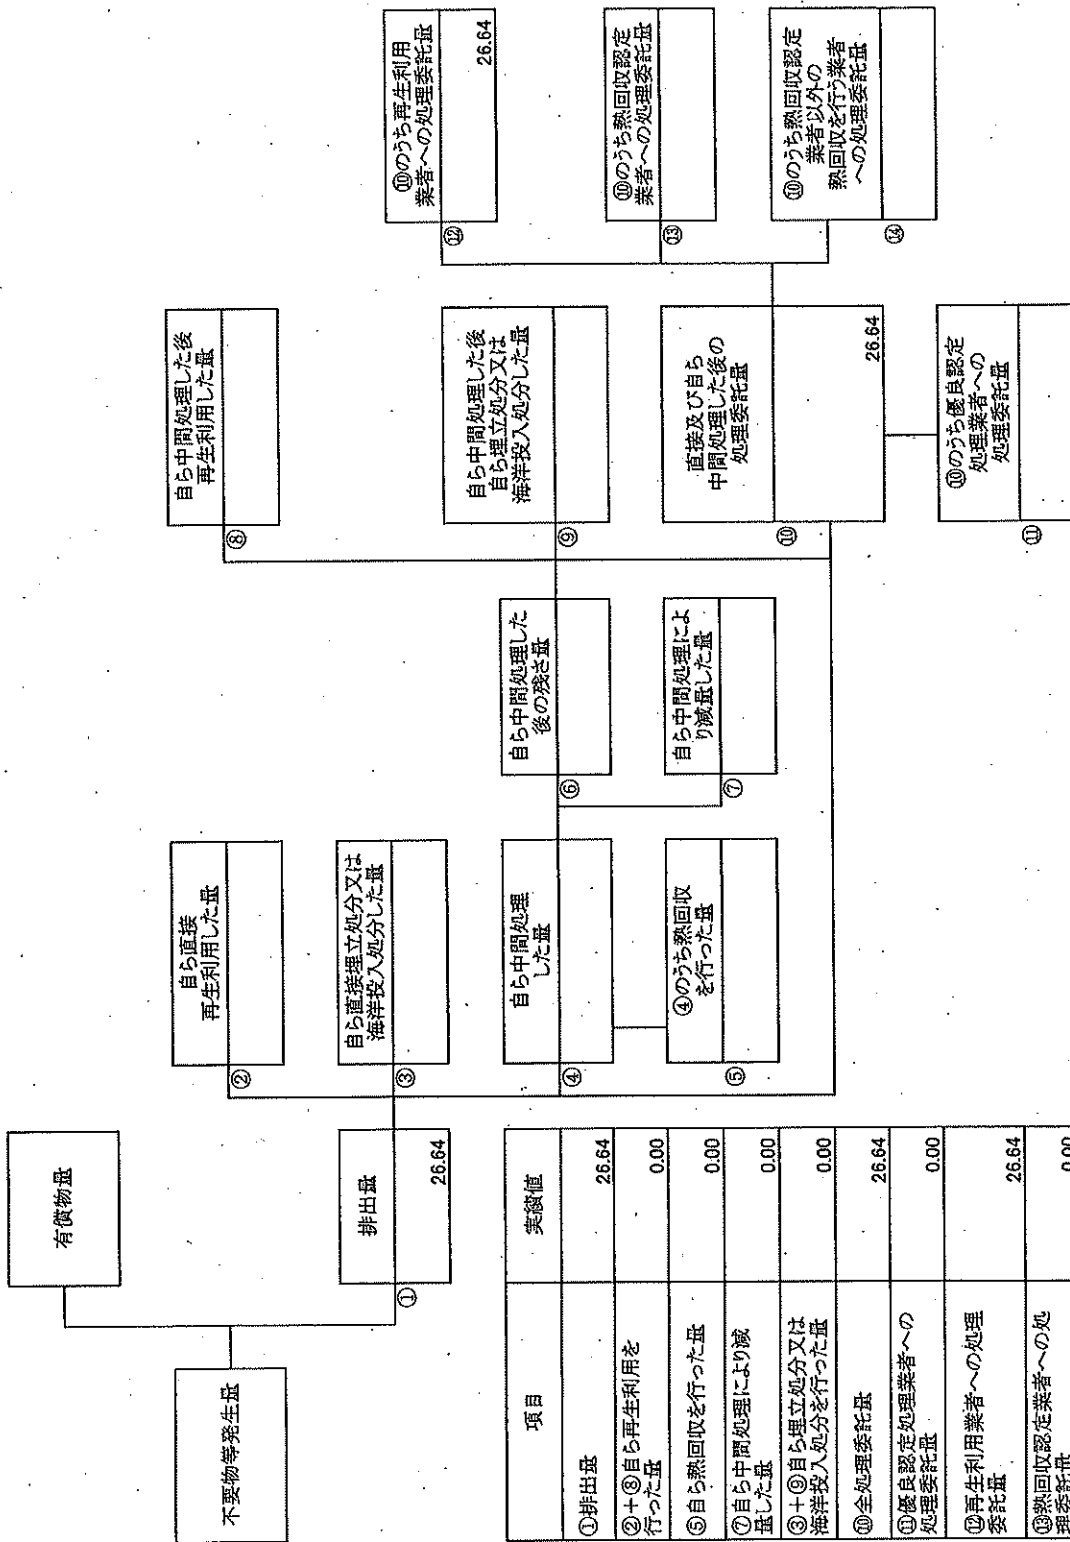 不要物等発生量
有償物量
①
排出量
26.64
②
自ら直接
再生利用した量
③
自ら直接埋立処分又は
海洋投入処分した量
④
自ら中間処理
した量
⑤
④のうち熱回収
を行った量
⑥
自ら中間処理した
後の残さ量
⑦
自ら中間処理によ
り減量した量
⑧
自ら中間処理した後
再生利用した量
⑨
自ら中間処理した後
自ら埋立処分又は
海洋投入処分した量
⑩
直接及び自ら
中間処理した後の
処理委託量
26.64
⑪
⑩のうち優良認定
処理業者への
処理委託量
⑫
⑩のうち再生利用
業者への処理委託量
26.64
⑬
⑩のうち熱回収認定
業者への処理委託量
⑭
⑩のうち熱回収認定
業者以外の
熱回収を行う業者
への処理委託量
項目 実績値
①排出量 26.64
②+⑧自ら再生利用を
行った量 0.00
⑤自ら熱回収を行った量 0.00
⑦自ら中間処理により減
量した量 0.00
③+⑨自ら埋立処分又は
海洋投入処分を行った量 0.00
⑩全処理委託量 26.64
⑪優良認定処理業者への
処理委託量 0.00
⑫再生利用業者への処理
委託量 26.64
⑬熱回収認定業者への処
理委託量 0.00